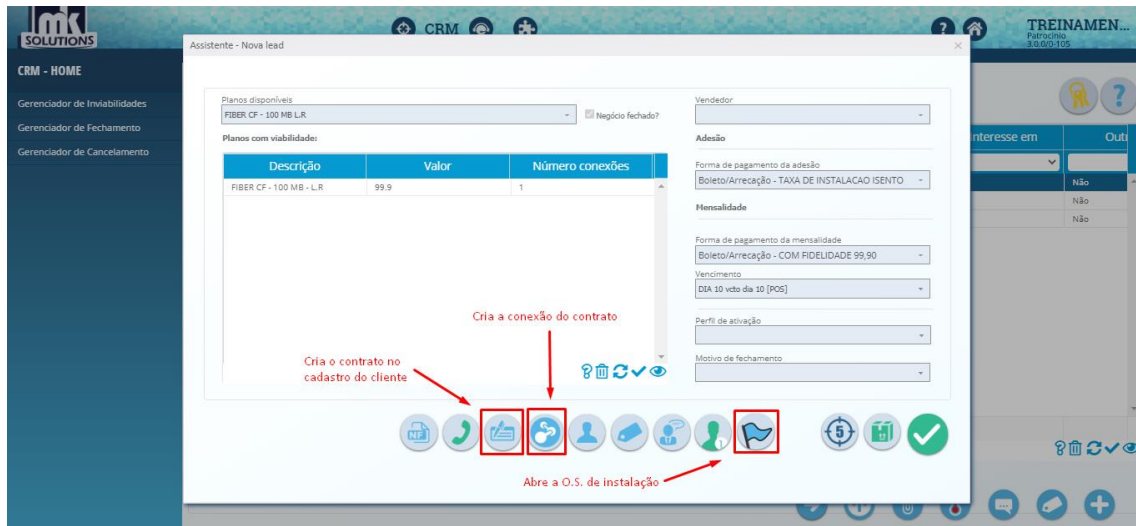 mk
SOLUTIONS
CRM
TREINAMEN...
Patrocinio
3.0.0/0-105
Assistente - Nova lead
CRM - HOME
Gerenciador de Inviabilidades
Gerenciador de Fechamento
Gerenciador de Cancelamento
Planos disponíveis
FIBER CF - 100 MB L.R
Negócio fechado?
Planos com viabilidade:
Descrição Valor Número conexões
FIBER CF - 100 MB - L.R 99.9 1
Vendedor
Adesão
Forma de pagamento da adesão
Boleto/Arrecação - TAXA DE INSTALACAO ISENTO
Mensalidade
Forma de pagamento da mensalidade
Boleto/Arrecação - COM FIDELIDADE 99,90
Vencimento
DIA 10 vcto dia 10 [POS]
Perfil de ativação
Motivo de fechamento
Interesse em
Não
Não
Não
Cria a conexão do contrato
Cria o contrato no
cadastro do cliente
NF
1
5
Abre a O.S. de instalação